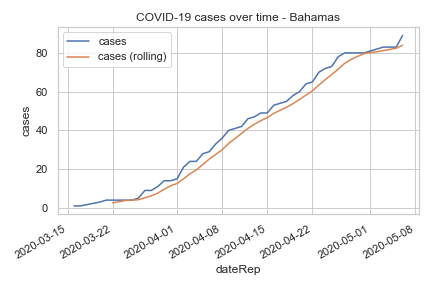 COVID-19 cases over time - Bahamas
cases
cases (rolling)
80
60
40
20
0
cases
2020-03-15
2020-03-22
2020-04-01
2020-04-08
2020-04-15
2020-04-22
2020-05-01
2020-05-08
dateRep